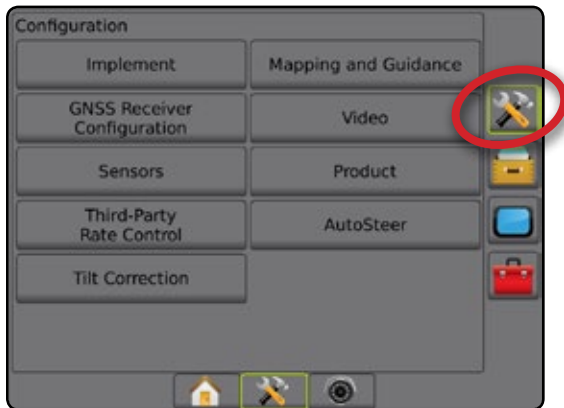 Configuration
Implement
Mapping and Guidance
GNSS Receiver
Configuration
Video
Sensors
Product
Third-Party
Rate Control
AutoSteer
Tilt Correction